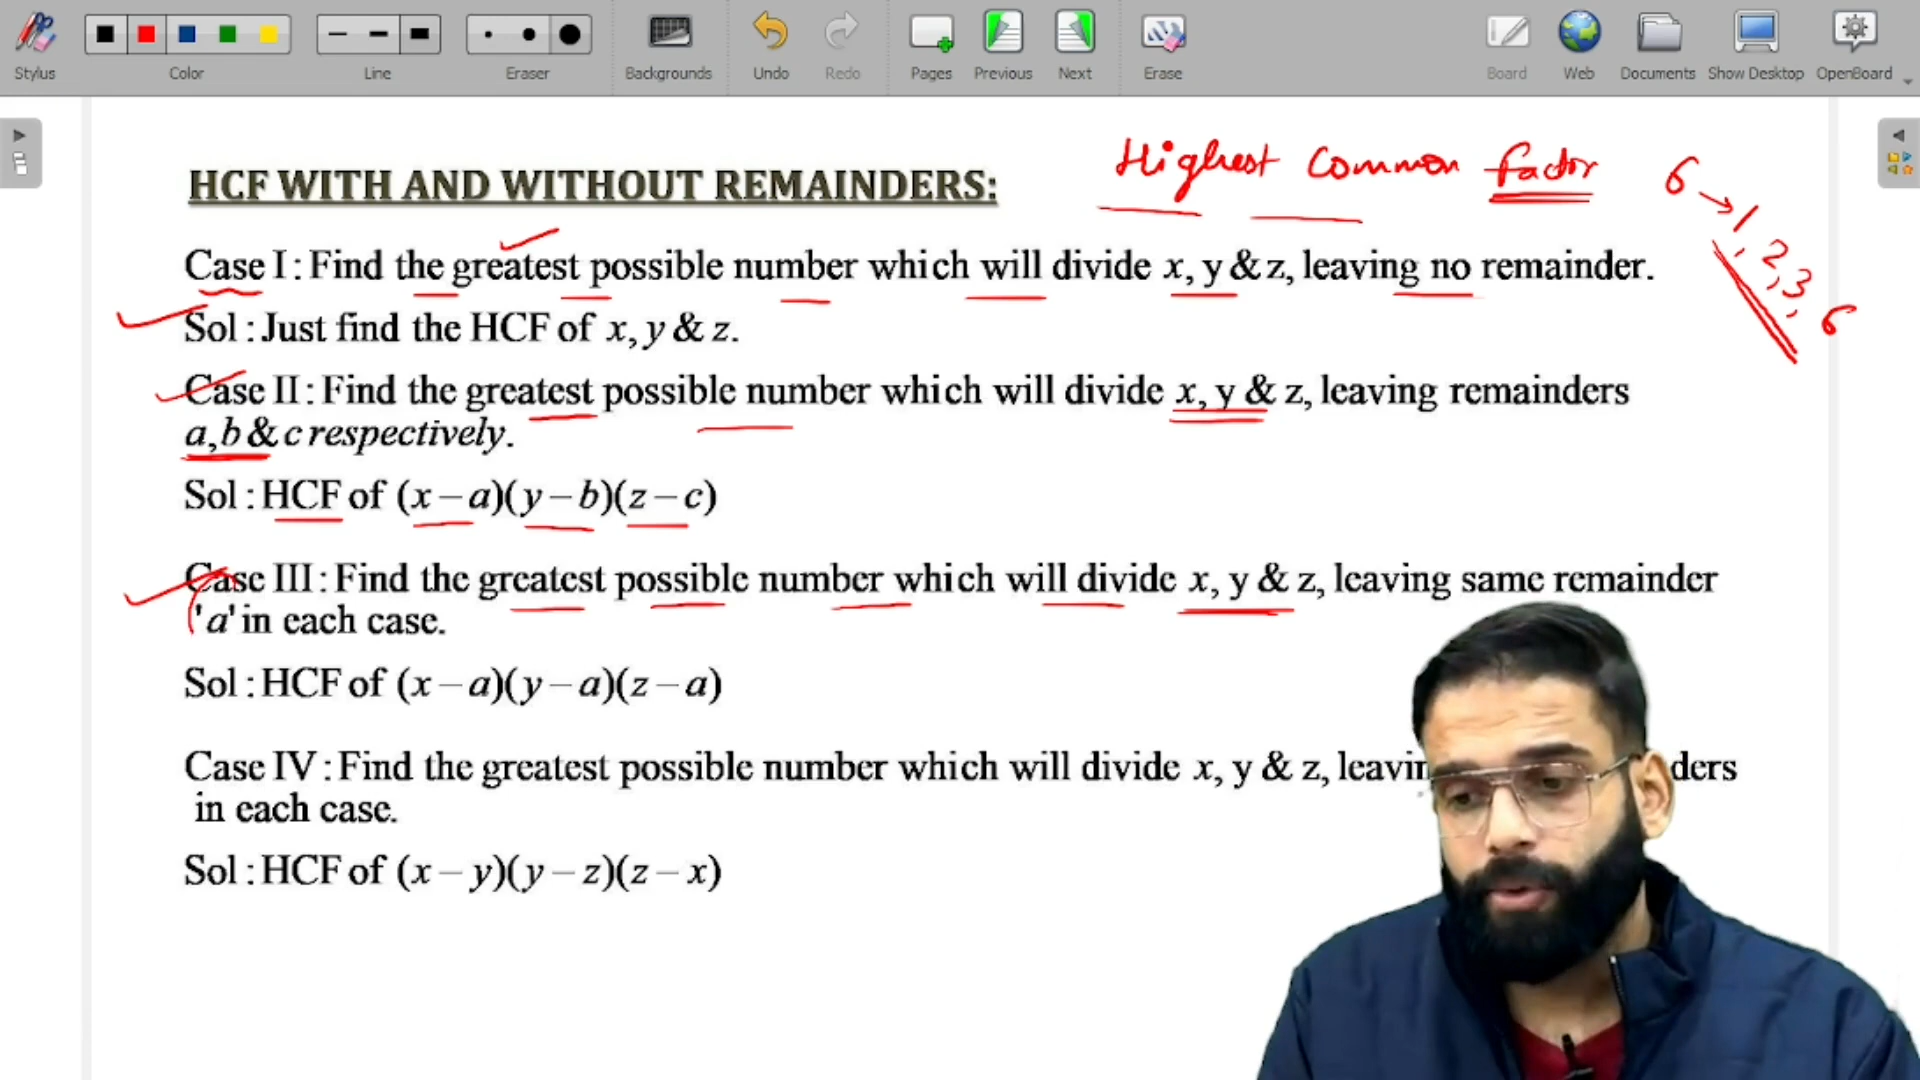 Stylus Color Line Eraser Backgrounds Undo Redo Pages Previous Next Erase Board Web Documents Show Desktop OpenBoard
Highest Common factor
6 → 1, 2, 3, 6
HCF WITH AND WITHOUT REMAINDERS:
Case I : Find the greatest possible number which will divide x, y & z, leaving no remainder.
Sol : Just find the HCF of x, y & z.
Case II : Find the greatest possible number which will divide x, y & z, leaving remainders
a, b & c respectively.
Sol : HCF of (x – a)(y – b)(z – c)
Case III : Find the greatest possible number which will divide x, y & z, leaving same remainder
'a' in each case.
Sol : HCF of (x – a)(y – a)(z – a)
Case IV : Find the greatest possible number which will divide x, y & z,
in each case.
Sol : HCF of (x – y)(y – z)(z – x)